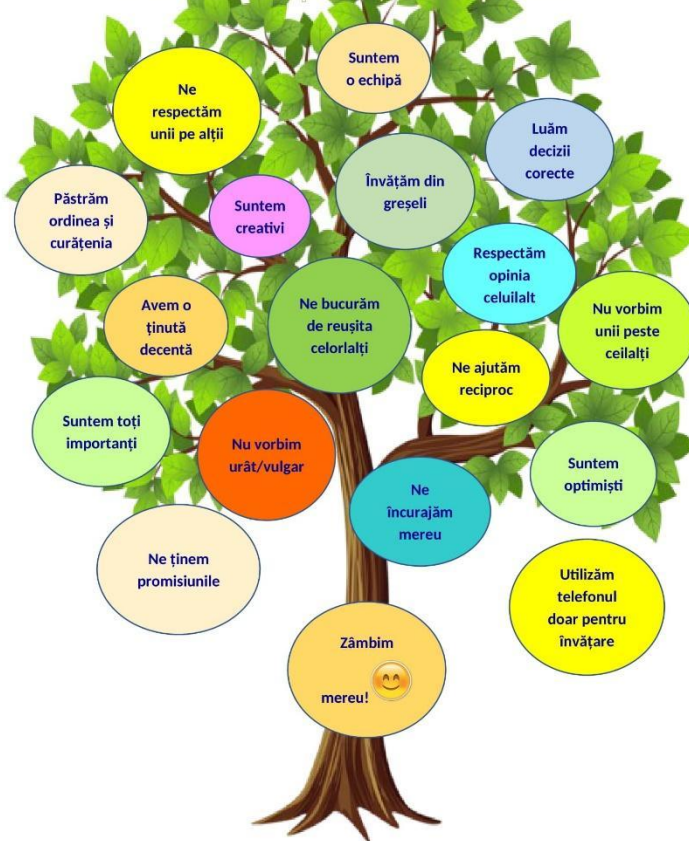 Suntem
o echipă
Ne
respectăm
unii pe alții
Luăm
decizii
corecte
Învățăm din
greșeli
Păstrăm
ordinea și
curățenia
Suntem
creativi
Respectăm
opinia
celuilalt
Avem o
ținută
decentă
Ne bucurăm
de reușita
celorlalți
Nu vorbim
unii peste
ceilalți
Ne ajutăm
reciproc
Suntem toți
importanți
Nu vorbim
urât/vulgar
Suntem
optimiști
Ne
încurajăm
mereu
Ne ținem
promisiunile
Utilizăm
telefonul
doar pentru
învățare
Zâmbim
mereu!